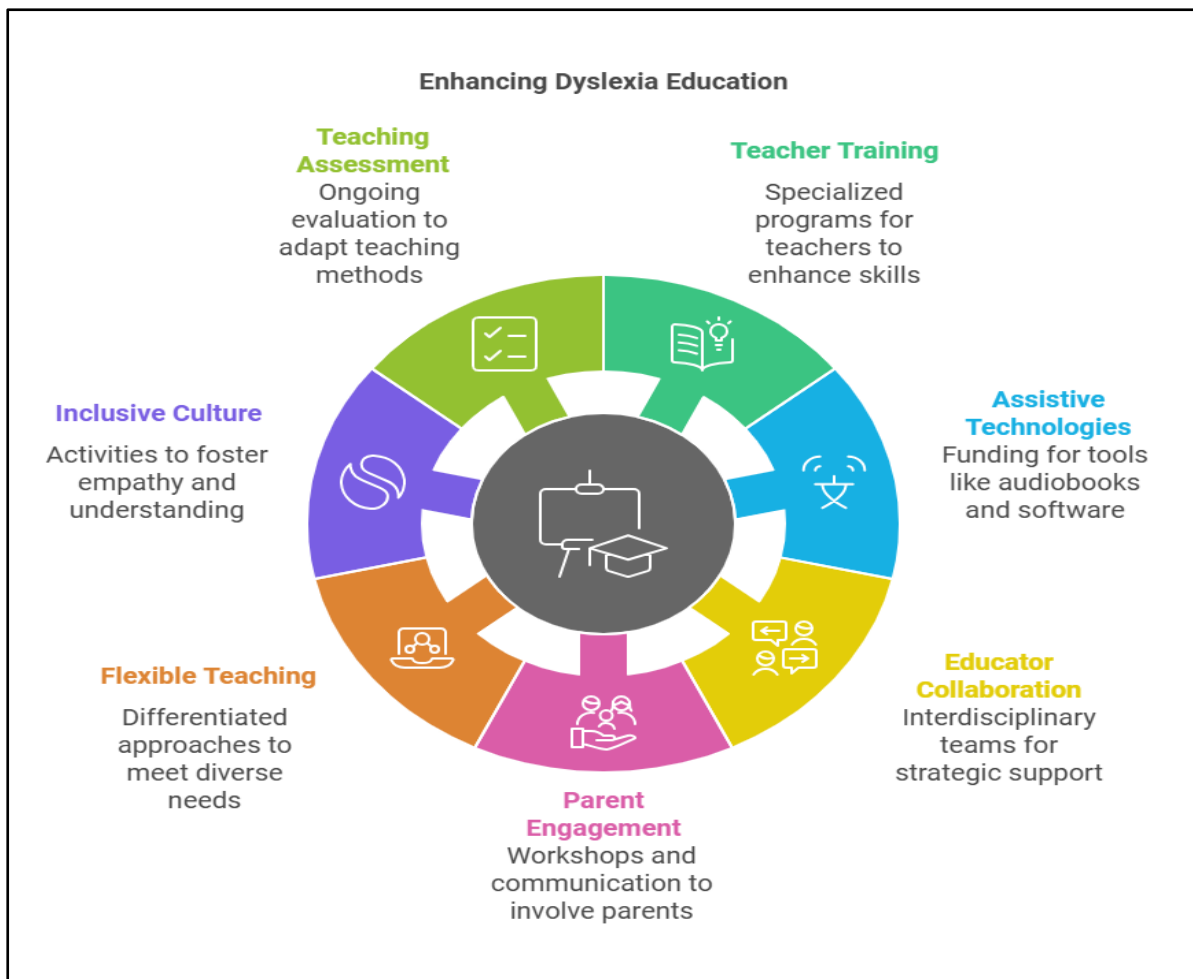 Enhancing Dyslexia Education
Teaching
Assessment
Ongoing
evaluation to
adapt teaching
methods
Teacher Training
Specialized
programs for
teachers to
enhance skills
Inclusive Culture
Activities to foster
empathy and
understanding
Assistive
Technologies
Funding for tools
like audiobooks
and software
Flexible Teaching
Differentiated
approaches to
meet diverse
needs
Educator
Collaboration
Interdisciplinary
teams for
strategic support
Parent
Engagement
Workshops and
communication to
involve parents